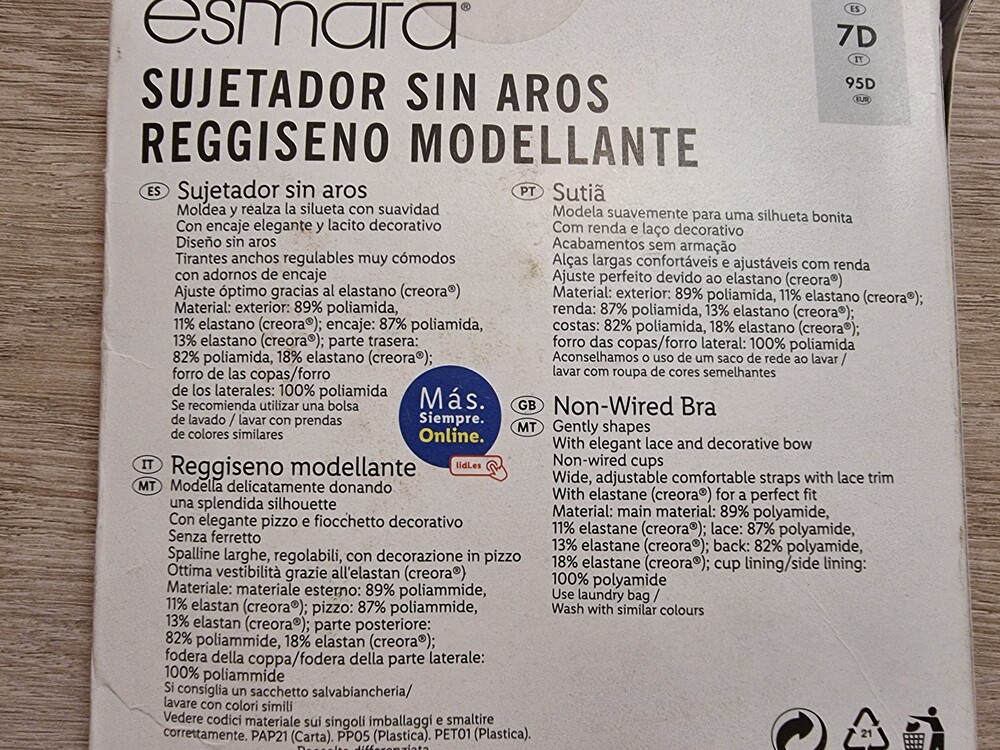 esmara®
ES
7D
IT
95D
EUR
SUJETADOR SIN AROS
REGGISENO MODELLANTE
ES Sujetador sin aros
Moldea y realza la silueta con suavidad
Con encaje elegante y lacito decorativo
Diseño sin aros
Tirantes anchos regulables muy cómodos
con adornos de encaje
Ajuste óptimo gracias al elastano (creora®)
Material: exterior: 89% poliamida,
11% elastano (creora®); encaje: 87% poliamida,
13% elastano (creora®); parte trasera:
82% poliamida, 18% elastano (creora®);
forro de las copas/forro
de los laterales: 100% poliamida
Se recomienda utilizar una bolsa
de lavado / lavar con prendas
de colores similares
Más.
Siempre.
Online.
lidl.es
IT Reggiseno modellante
MT Modella delicatamente donando
una splendida silhouette
Con elegante pizzo e fiocchetto decorativo
Senza ferretto
Spalline larghe, regolabili, con decorazione in pizzo
Ottima vestibilità grazie all'elastan (creora®)
Materiale: materiale esterno: 89% poliammide,
11% elastan (creora®); pizzo: 87% poliammide,
13% elastan (creora®); parte posteriore:
82% poliammide, 18% elastan (creora®);
fodera della coppa/fodera della parte laterale:
100% poliammide
Si consiglia un sacchetto salvabiancheria/
lavare con colori simili
Vedere codici materiale sui singoli imballaggi e smaltire
correttamente. PAP21 (Carta). PP05 (Plastica). PET01 (Plastica).
Raccolta differenziata
PT Sutiã
Modela suavemente para uma silhueta bonita
Com renda e laço decorativo
Acabamentos sem armação
Alças largas confortáveis e ajustáveis com renda
Ajuste perfeito devido ao elastano (creora®)
Material: exterior: 89% poliamida, 11% elastano (creora®);
renda: 87% poliamida, 13% elastano (creora®);
costas: 82% poliamida, 18% elastano (creora®);
forro das copas/forro lateral: 100% poliamida
Aconselhamos o uso de um saco de rede ao lavar /
lavar com roupa de cores semelhantes
GB Non-Wired Bra
MT Gently shapes
With elegant lace and decorative bow
Non-wired cups
Wide, adjustable comfortable straps with lace trim
With elastane (creora®) for a perfect fit
Material: main material: 89% polyamide,
11% elastane (creora®); lace: 87% polyamide,
13% elastane (creora®); back: 82% polyamide,
18% elastane (creora®); cup lining/side lining:
100% polyamide
Use laundry bag /
Wash with similar colours
21